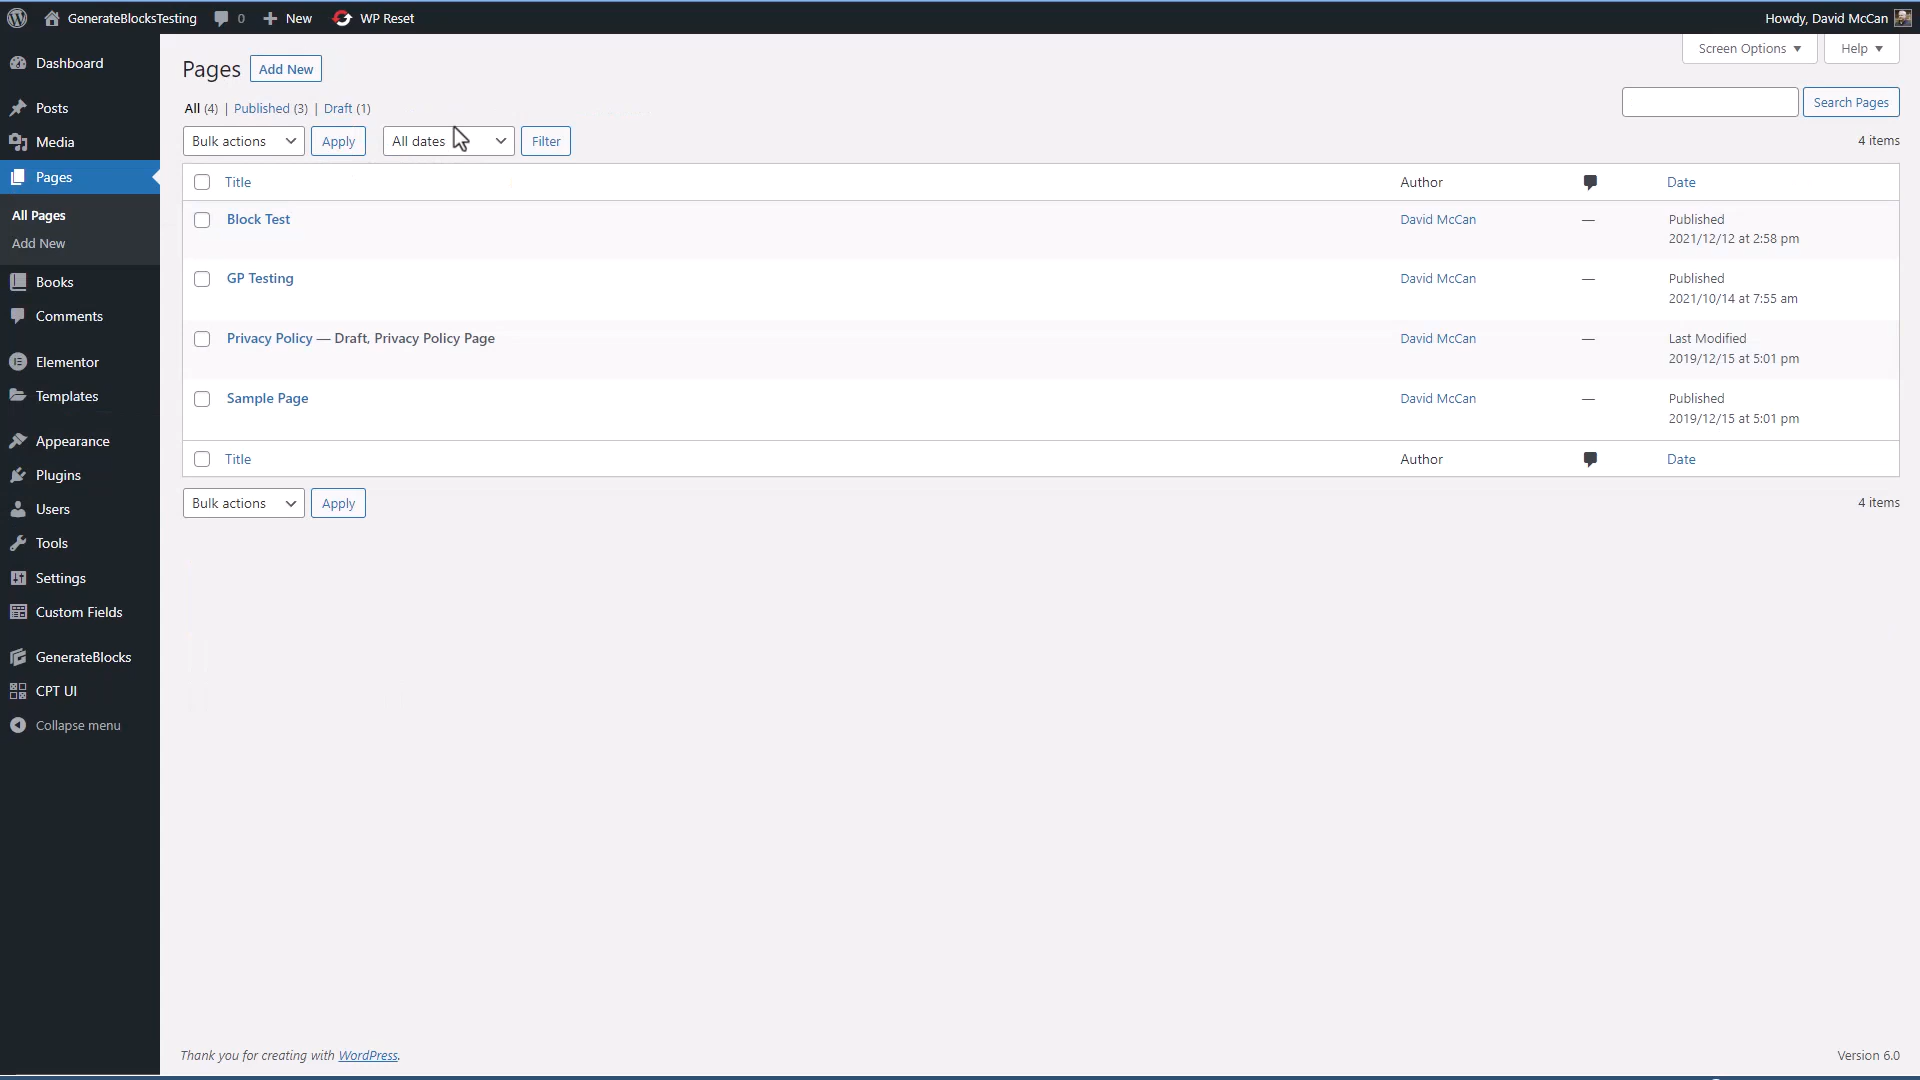 GenerateBlocksTesting 0 New WP Reset Howdy, David McCan
Dashboard
Posts
Media
Pages
All Pages
Add New
Books
Comments
Elementor
Templates
Appearance
Plugins
Users
Tools
Settings
Custom Fields
GenerateBlocks
CPT UI
Collapse menu
Screen Options Help
Pages Add New
All (4) | Published (3) | Draft (1)
Search Pages
Bulk actions Apply All dates Filter 4 items
Title Author Date
Block Test David McCan — Published
2021/12/12 at 2:58 pm
GP Testing David McCan — Published
2021/10/14 at 7:55 am
Privacy Policy — Draft, Privacy Policy Page David McCan — Last Modified
2019/12/15 at 5:01 pm
Sample Page David McCan — Published
2019/12/15 at 5:01 pm
Title Author Date
Bulk actions Apply 4 items
Thank you for creating with WordPress. Version 6.0